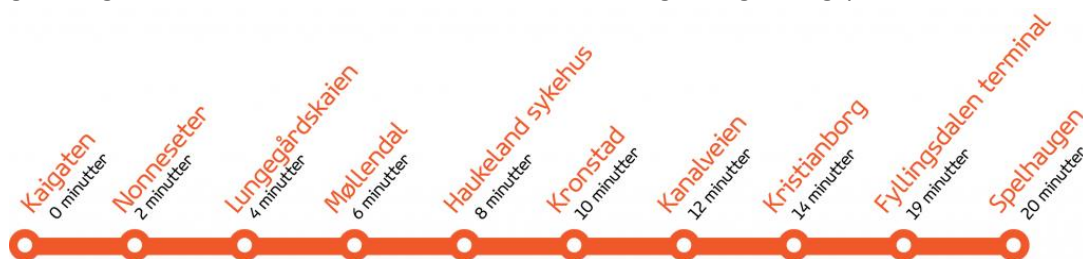 Kaigaten
0 minutter
Nonneseter
2 minutter
Lungegårdskaien
4 minutter
Møllendal
6 minutter
Haukeland sykehus
8 minutter
Kronstad
10 minutter
Kanalveien
12 minutter
Kristianborg
14 minutter
Fyllingsdalen terminal
19 minutter
Spelhaugen
20 minutter